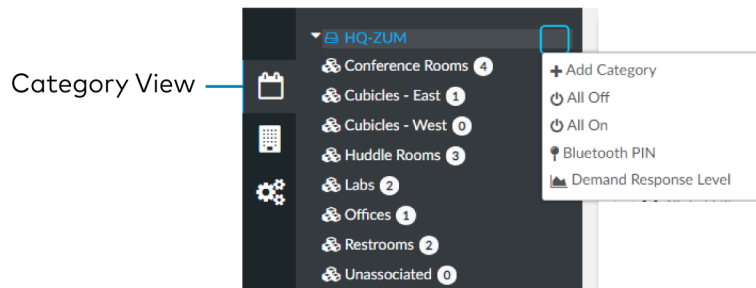 HQ-ZUM
Conference Rooms 4
Category View
Cubicles - East 1
Cubicles - West 0
Huddle Rooms 3
Labs 2
Offices 1
Restrooms 2
Unassociated 0
Add Category
All Off
All On
Bluetooth PIN
Demand Response Level